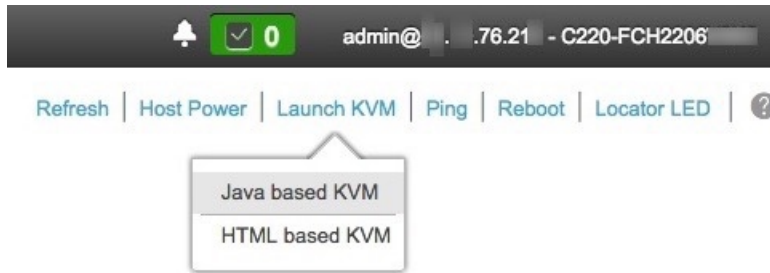 0 admin@ . .76.21 - C220-FCH2206
Refresh | Host Power | Launch KVM | Ping | Reboot | Locator LED | ?
Java based KVM
HTML based KVM